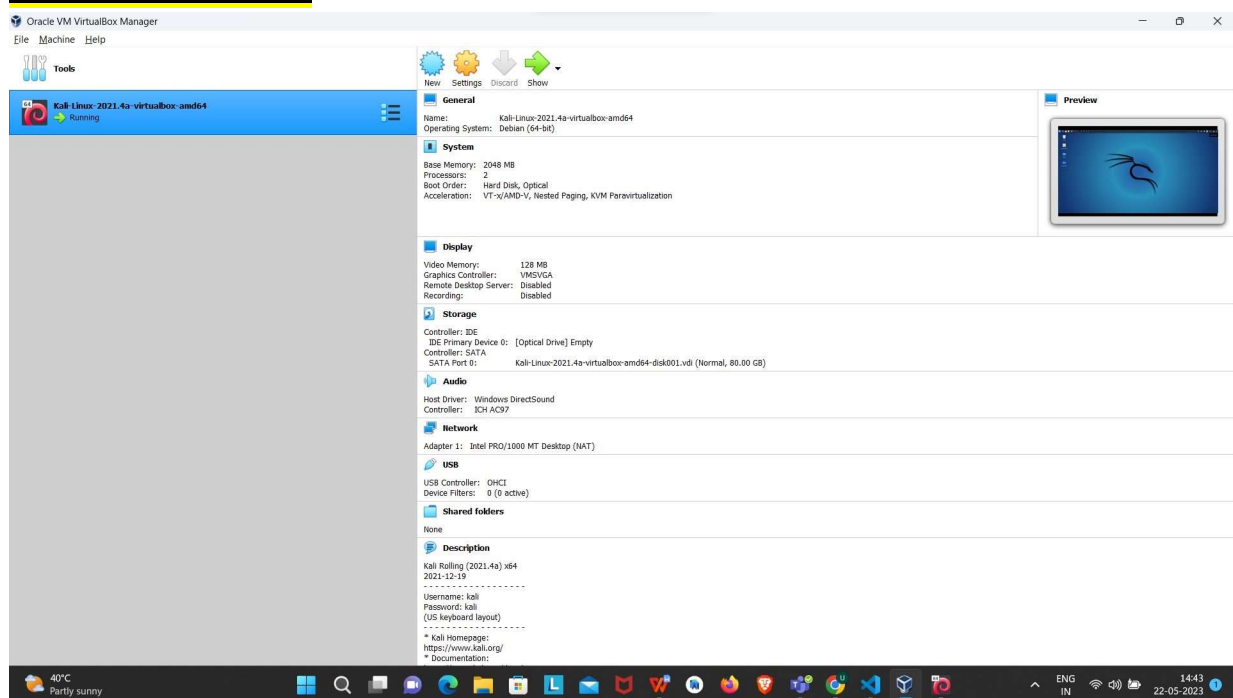 Oracle VM VirtualBox Manager
File Machine Help
Tools
New Settings Discard Show
64
Kali-Linux-2021.4a-virtualbox-amd64
Running
General
Name: Kali-Linux-2021.4a-virtualbox-amd64
Operating System: Debian (64-bit)
Preview
System
Base Memory: 2048 MB
Processors: 2
Boot Order: Hard Disk, Optical
Acceleration: VT-x/AMD-V, Nested Paging, KVM Paravirtualization
Display
Video Memory: 128 MB
Graphics Controller: VMSVGA
Remote Desktop Server: Disabled
Recording: Disabled
Storage
Controller: IDE
IDE Primary Device 0: [Optical Drive] Empty
Controller: SATA
SATA Port 0: Kali-Linux-2021.4a-virtualbox-amd64-disk001.vdi (Normal, 80.00 GB)
Audio
Host Driver: Windows DirectSound
Controller: ICH AC97
Network
Adapter 1: Intel PRO/1000 MT Desktop (NAT)
USB
USB Controller: OHCI
Device Filters: 0 (0 active)
Shared folders
None
Description
Kali Rolling (2021.4a) x64
2021-12-19
- - - - - - - - - - - - - - - - - -
Username: kali
Password: kali
(US keyboard layout)
- - - - - - - - - - - - - - - - - -
* Kali Homepage:
https://www.kali.org/
* Documentation:
40°C
Partly sunny
ENG
IN
14:43
22-05-2023
1